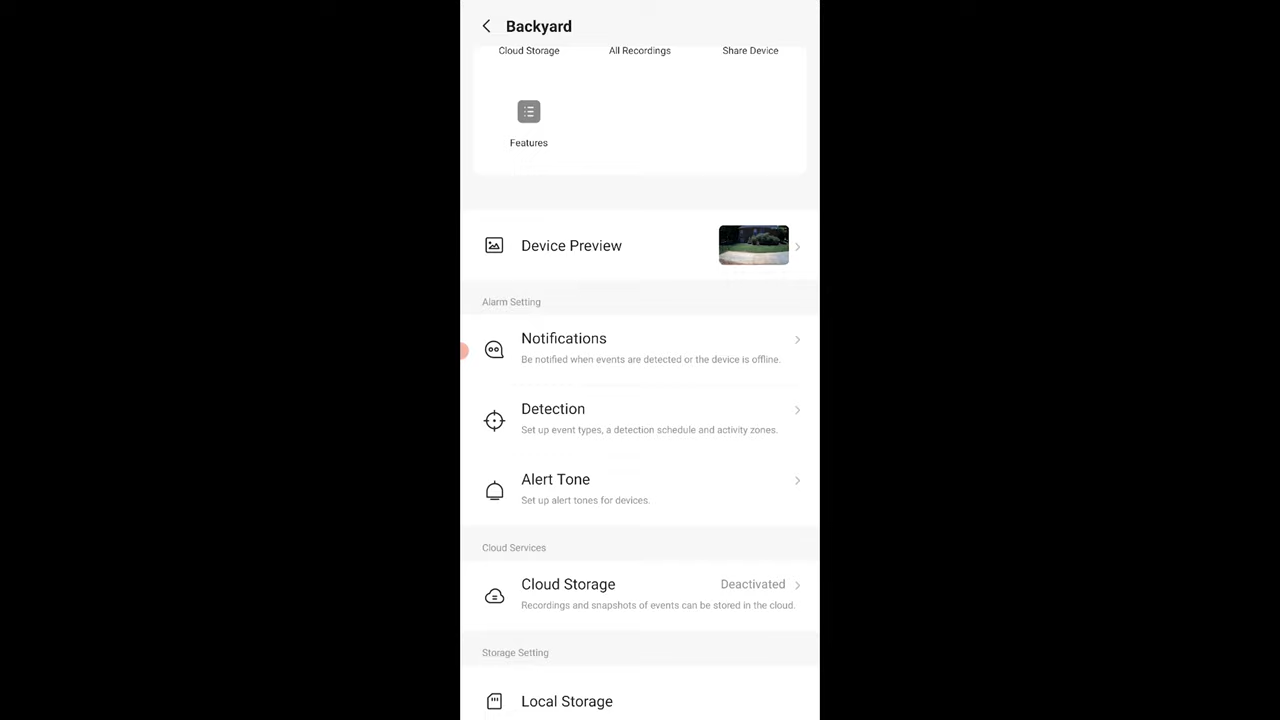 Backyard
Cloud Storage
All Recordings
Share Device
Features
Device Preview
Alarm Setting
Notifications
Be notified when events are detected or the device is offline.
Detection
Set up event types, a detection schedule and activity zones.
Alert Tone
Set up alert tones for devices.
Cloud Services
Cloud Storage
Deactivated
Recordings and snapshots of events can be stored in the cloud.
Storage Setting
Local Storage